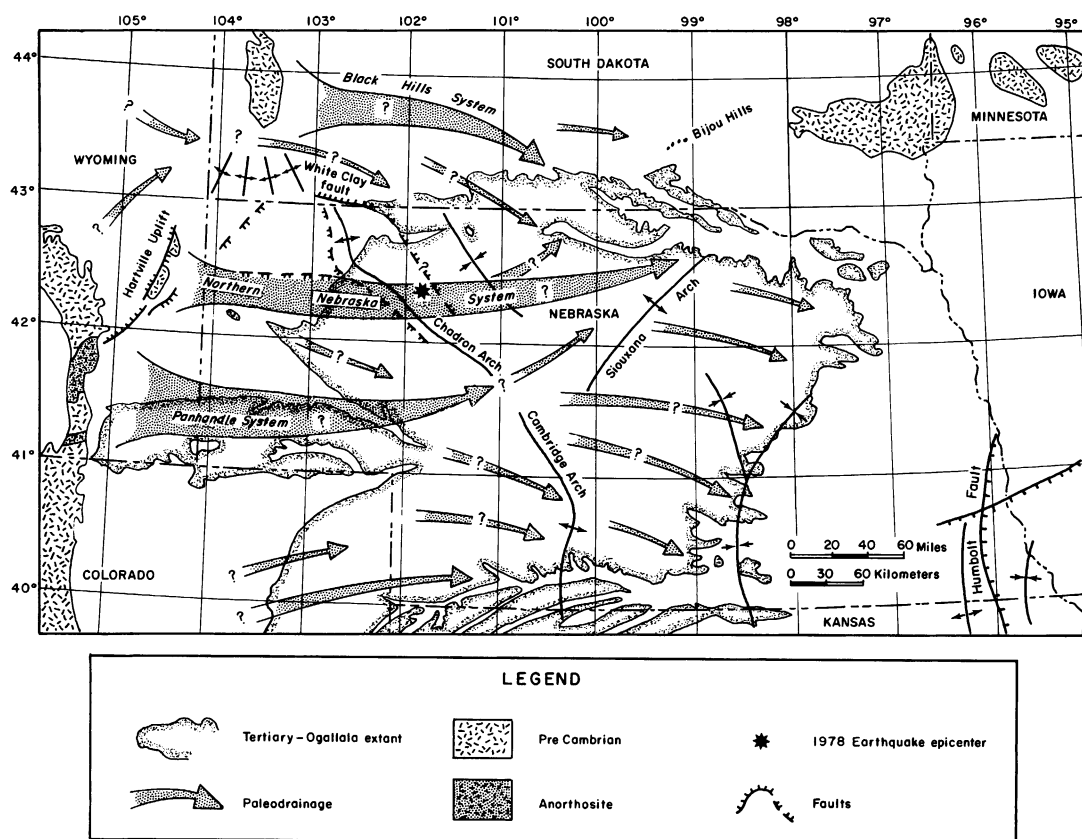 105° 104° 103° 102° 101° 100° 99° 98° 97° 96° 95°
44°
43°
42°
41°
40°
SOUTH DAKOTA
MINNESOTA
WYOMING
IOWA
NEBRASKA
COLORADO
KANSAS
Black Hills System
?
Bijou Hills
?
?
?
?
?
?
?
White Clay
fault
Hartville Uplift
Northern Nebraska System
?
?
?
Chadron Arch
Siouxana Arch
?
?
Panhandle System
?
?
?
Cambridge Arch
?
?
?
?
?
Humbolt Fault
0 20 40 60 Miles
0 30 60 Kilometers
LEGEND
Tertiary-Ogallala extant
Pre Cambrian
1978 Earthquake epicenter
Paleodrainage
Anorthosite
Faults